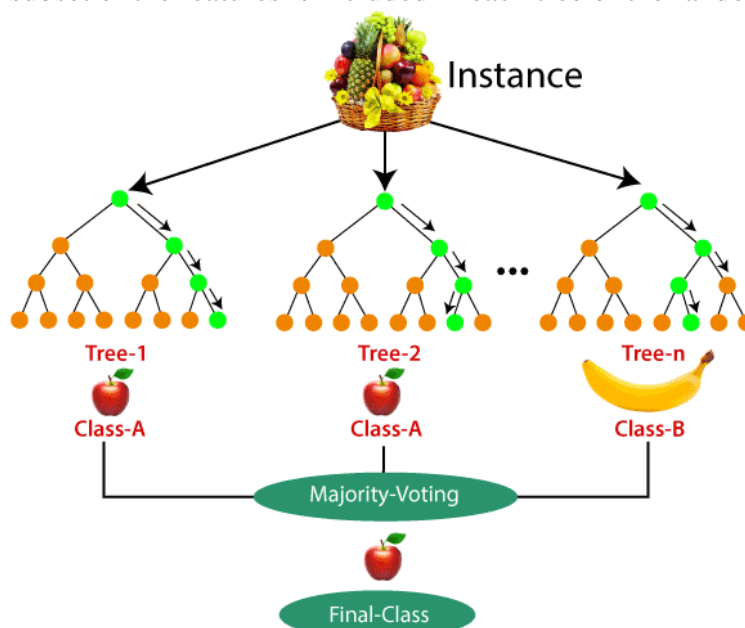 Instance
...
Tree-1 Tree-2 Tree-n
Class-A Class-A Class-B
Majority-Voting
Final-Class